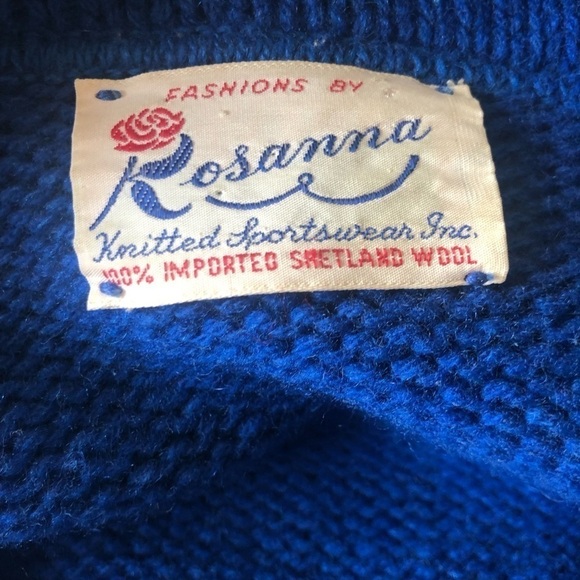 FASHIONS BY
Rosanna
Knitted Sportswear Inc.
100% IMPORTED SHETLAND WOOL